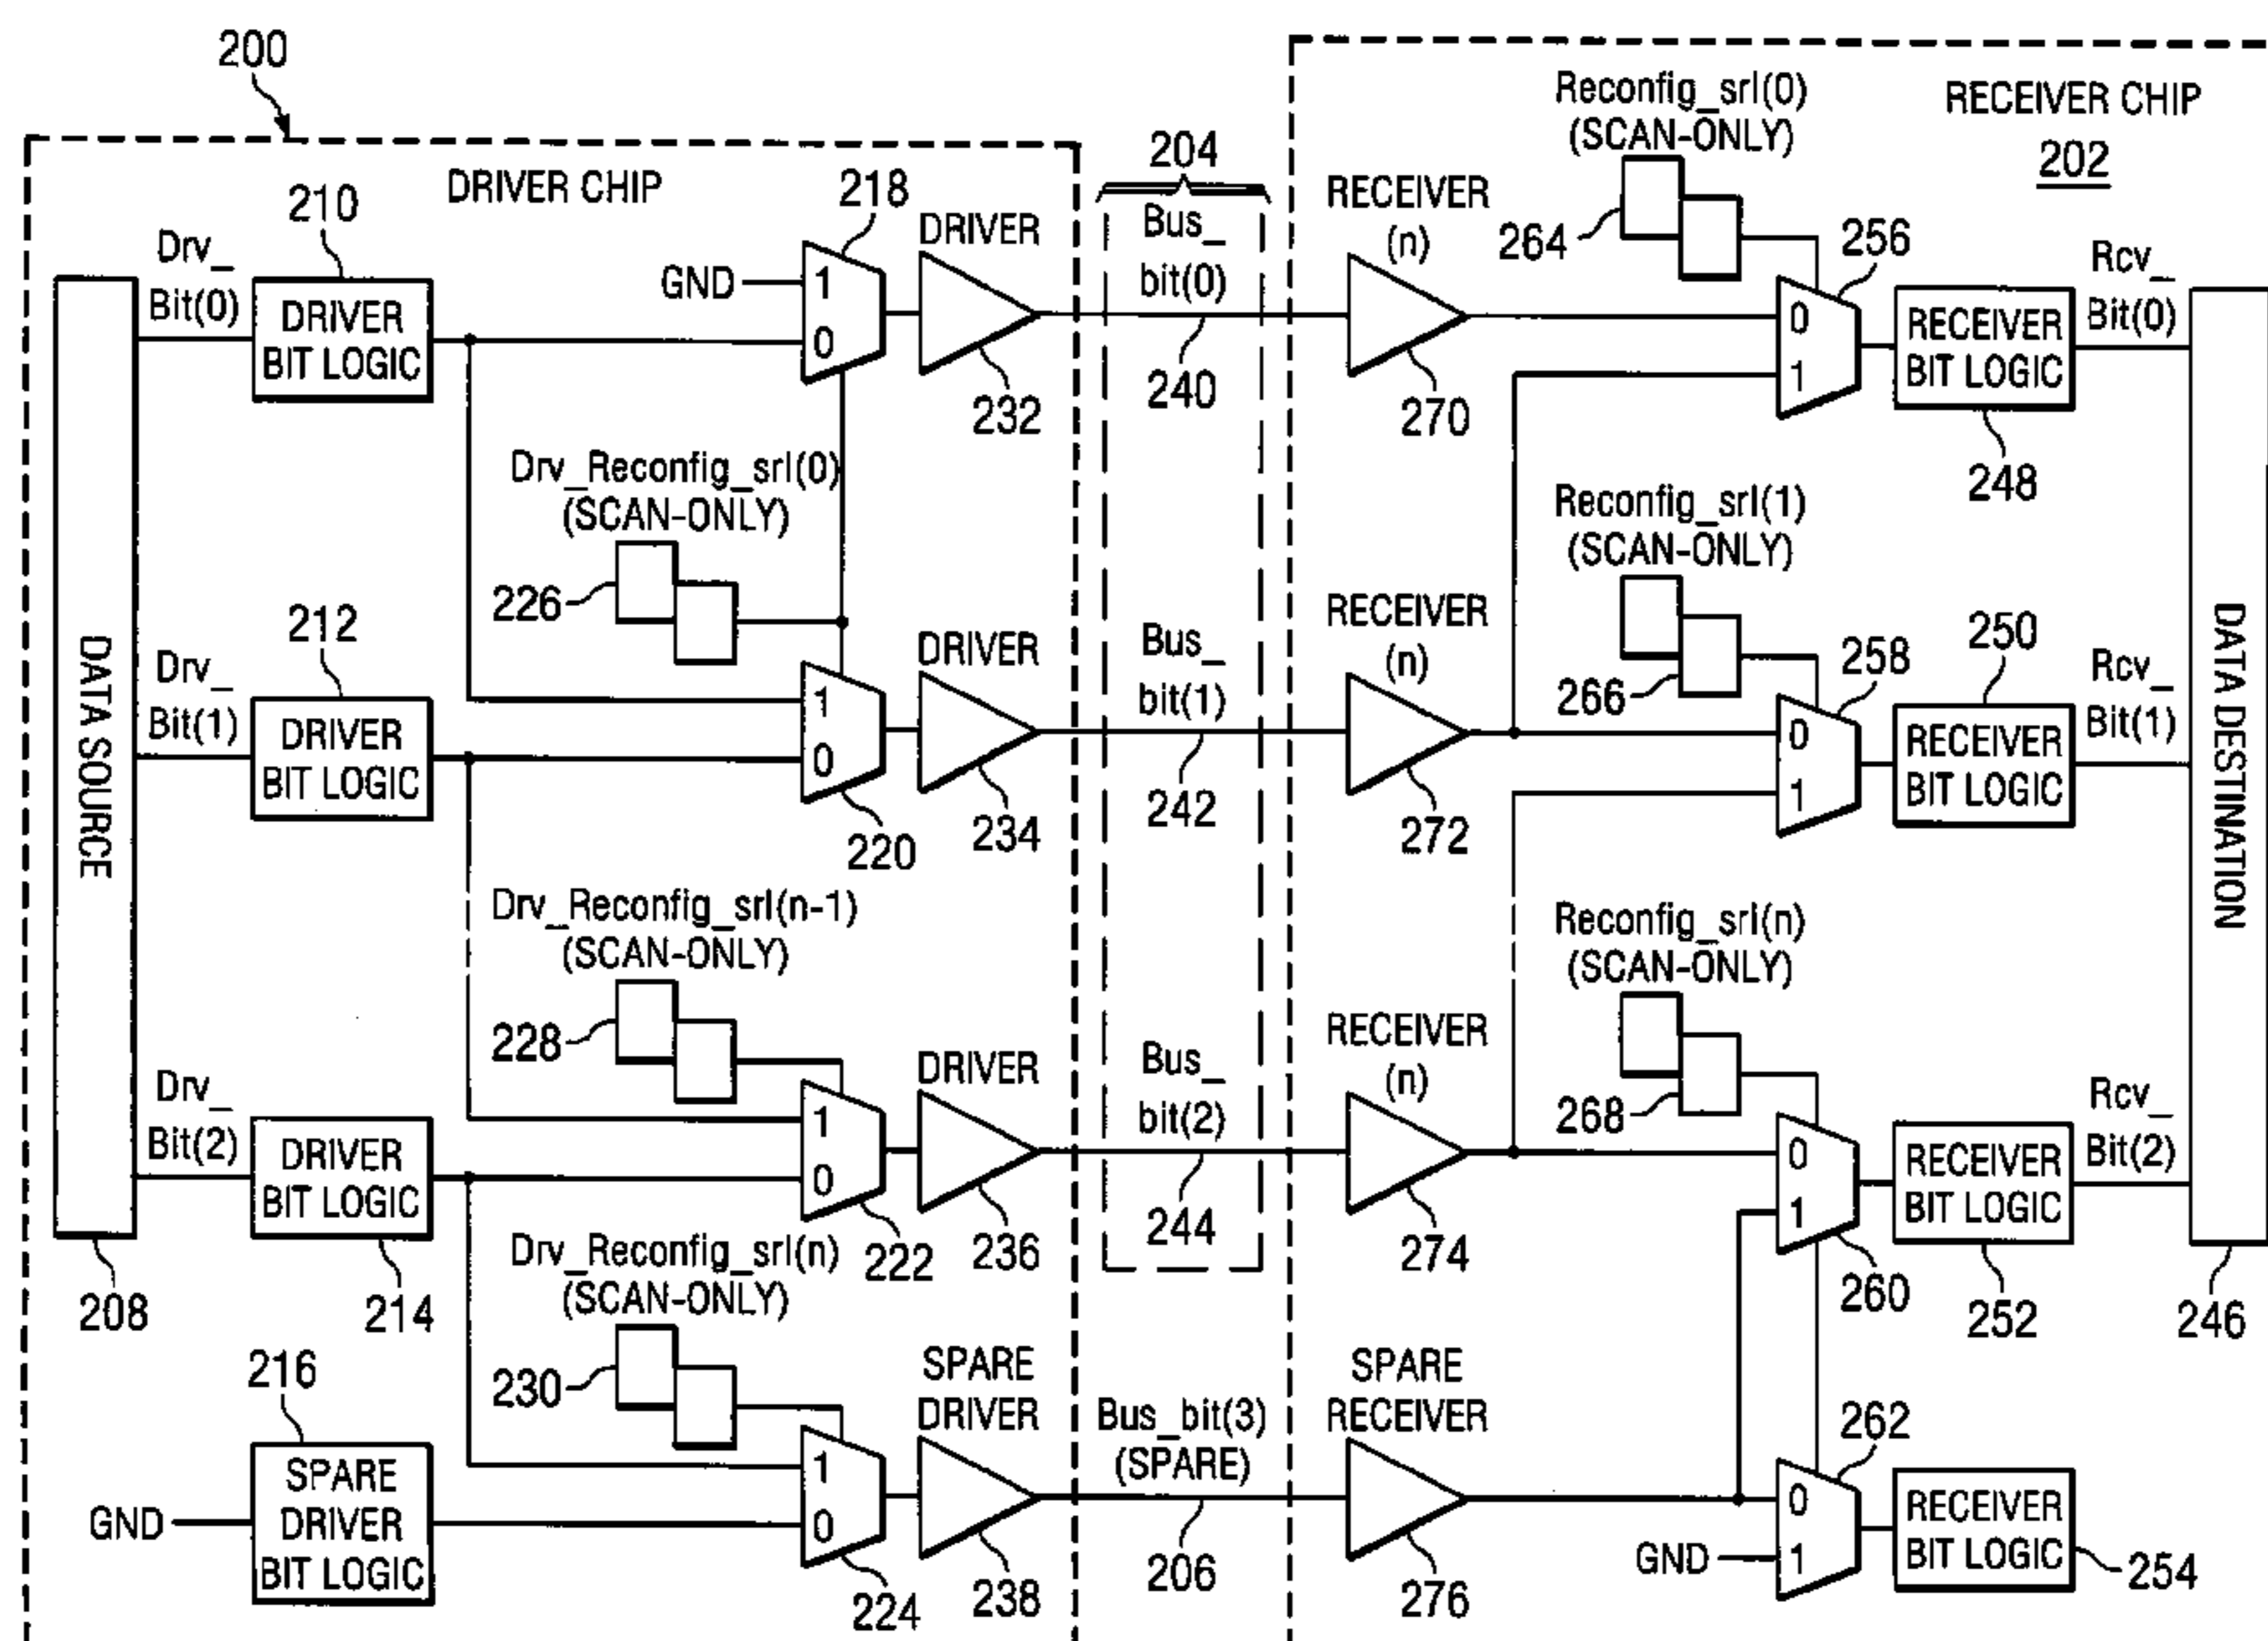 200
DRIVER CHIP
204
RECEIVER CHIP
202
Reconfig_srl(0)
(SCAN-ONLY)
264
Drv_
Bit(0)
210
DRIVER
BIT LOGIC
GND
1
0
218
DRIVER
232
Bus_
bit(0)
240
RECEIVER
(n)
270
0
1
256
RECEIVER
BIT LOGIC
248
Rcv_
Bit(0)
Drv_Reconfig_srl(0)
(SCAN-ONLY)
226
Reconfig_srl(1)
(SCAN-ONLY)
266
DATA SOURCE
Drv_
Bit(1)
212
DRIVER
BIT LOGIC
1
0
220
DRIVER
234
Bus_
bit(1)
242
RECEIVER
(n)
272
0
1
258
250
RECEIVER
BIT LOGIC
Rcv_
Bit(1)
DATA DESTINATION
Drv_Reconfig_srl(n-1)
(SCAN-ONLY)
228
Reconfig_srl(n)
(SCAN-ONLY)
268
Drv_
Bit(2)
DRIVER
BIT LOGIC
214
208
1
0
222
DRIVER
236
Bus_
bit(2)
244
RECEIVER
(n)
274
0
1
260
RECEIVER
BIT LOGIC
252
Rcv_
Bit(2)
246
Drv_Reconfig_srl(n)
(SCAN-ONLY)
230
216
GND
SPARE
DRIVER
BIT LOGIC
1
0
224
SPARE
DRIVER
238
Bus_bit(3)
(SPARE)
206
SPARE
RECEIVER
276
GND
0
1
262
RECEIVER
BIT LOGIC
254